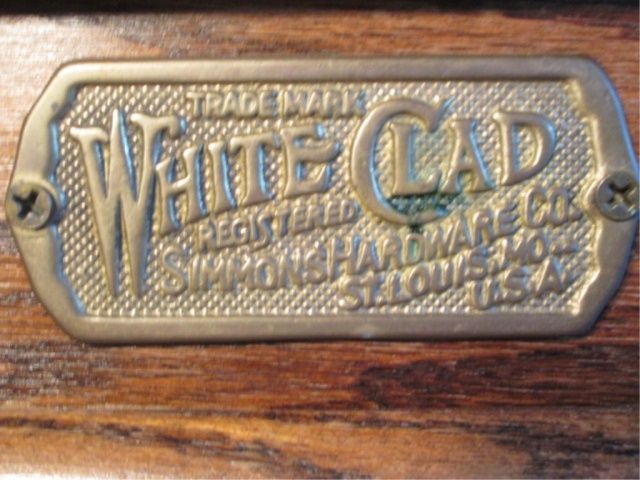 TRADE MARK
WHITE CLAD
REGISTERED
SIMMONS HARDWARE CO.
ST. LOUIS. MO.
U.S.A.